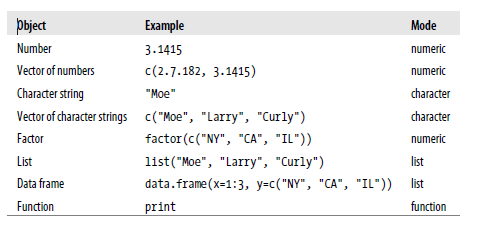 Object Example Mode
Number 3.1415 numeric
Vector of numbers c(2.7.182, 3.1415) numeric
Character string "Moe" character
Vector of character strings c("Moe", "Larry", "Curly") character
Factor factor(c("NY", "CA", "IL")) numeric
List list("Moe", "Larry", "Curly") list
Data frame data.frame(x=1:3, y=c("NY", "CA", "IL")) list
Function print function